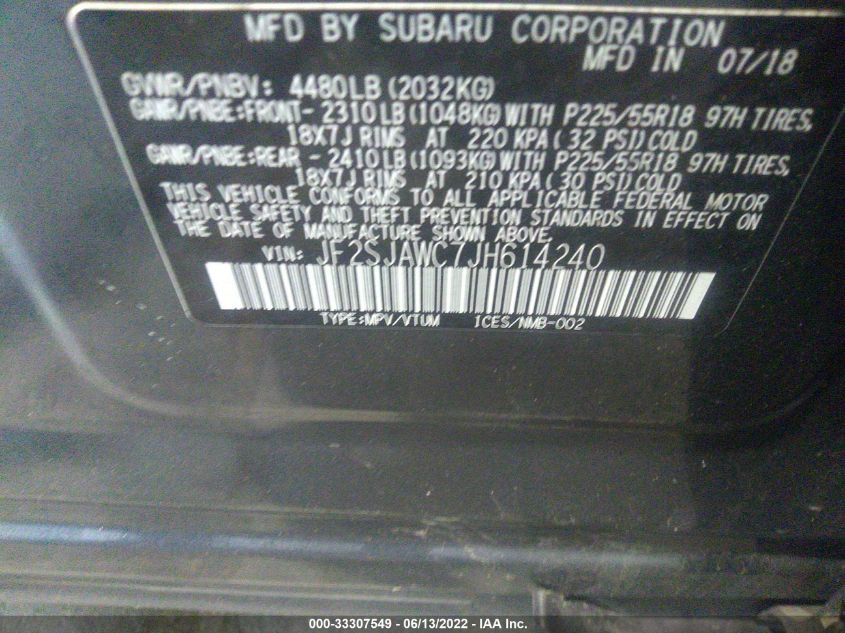 MFD BY SUBARU CORPORATION
MFD IN 07/18
GVWR/PNBV: 4480LB (2032KG)
GAWR/PNBE:FRONT- 2310LB(1048KG)WITH P225/55R18 97H TIRES,
18X7J RIMS AT 220 KPA( 32 PSI)COLD
GAWR/PNBE:REAR - 2410LB(1093KG)WITH P225/55R18 97H TIRES,
18X7J RIMS AT 210 KPA( 30 PSI)COLD
THIS VEHICLE CONFORMS TO ALL APPLICABLE FEDERAL MOTOR
VEHICLE SAFETY AND THEFT PREVENTION STANDARDS IN EFFECT ON
THE DATE OF MANUFACTURE SHOWN ABOVE.
VIN: JF2SJAWC7JH614240
TYPE:MPV/VTUM ICES/NMB-002
000-33307549 - 06/13/2022 - IAA Inc.